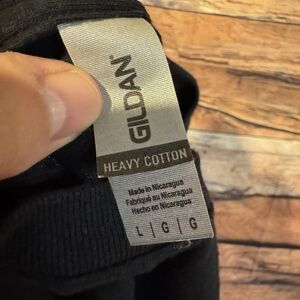 GILDAN
HEAVY COTTON
Made in Nicaragua
Fabriqué au Nicaragua
Hecho en Nicaragua
L | G | G